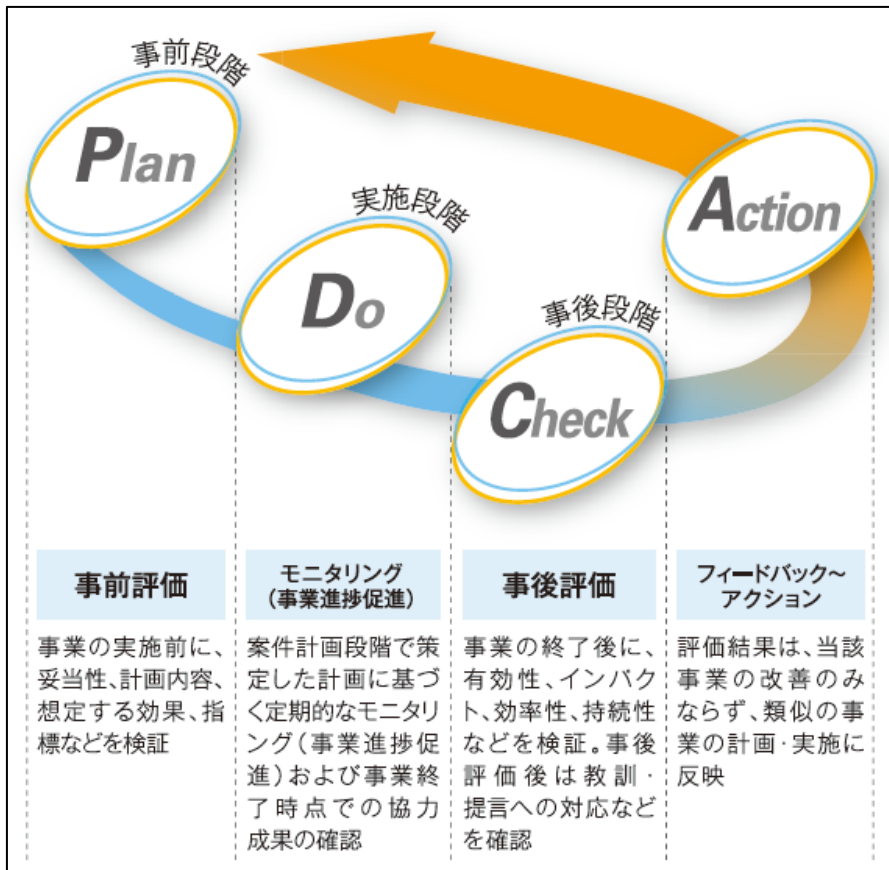 事前段階
Plan
実施段階
Do
事後段階
Check
Action
事前評価
事業の実施前に、
妥当性、計画内容、
想定する効果、指
標などを検証
モニタリング
(事業進捗促進)
案件計画段階で策
定した計画に基づ
く定期的なモニタリ
ング(事業進捗促
進)および事業終
了時点での協力
成果の確認
事後評価
事業の終了後に、
有効性、インパク
ト、効率性、持続性
などを検証。事後
評価後は教訓・
提言への対応など
を確認
フィードバック〜
アクション
評価結果は、当該
事業の改善のみ
ならず、類似の事
業の計画・実施に
反映